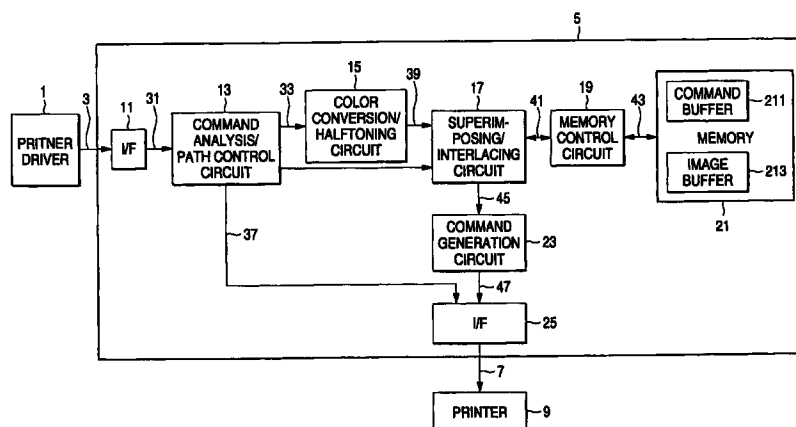 5
1
PRITNER
DRIVER
3
11
I/F
31
13
COMMAND
ANALYSIS/
PATH CONTROL
CIRCUIT
33
15
COLOR
CONVERSION/
HALFTONING
CIRCUIT
39
17
SUPERIM-
POSING/
INTERLACING
CIRCUIT
41
19
MEMORY
CONTROL
CIRCUIT
43
COMMAND
BUFFER
211
MEMORY
IMAGE
BUFFER
213
21
45
37
COMMAND
GENERATION
CIRCUIT
23
47
I/F
25
7
PRINTER
9